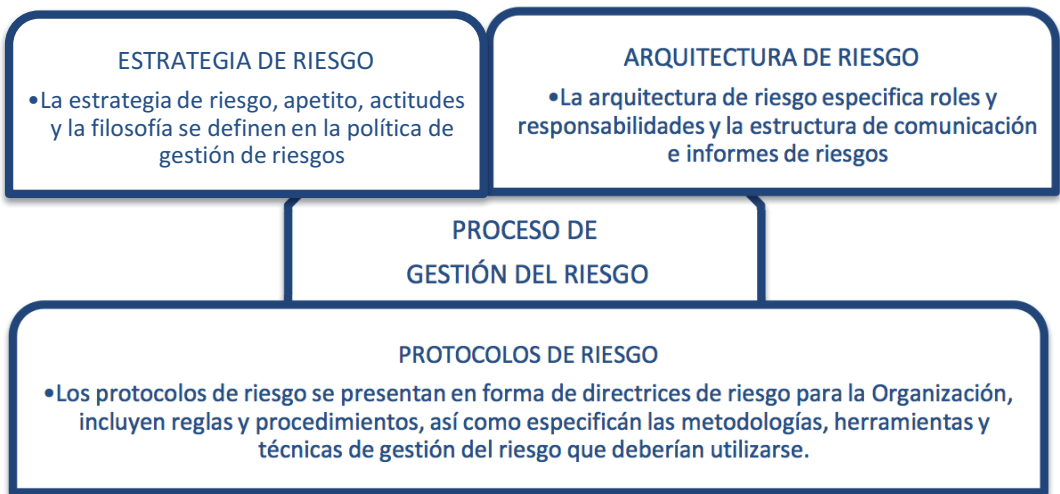 ESTRATEGIA DE RIESGO
•La estrategia de riesgo, apetito, actitudes
y la filosofía se definen en la política de
gestión de riesgos
ARQUITECTURA DE RIESGO
•La arquitectura de riesgo especifica roles y
responsabilidades y la estructura de comunicación
e informes de riesgos
PROCESO DE
GESTIÓN DEL RIESGO
PROTOCOLOS DE RIESGO
•Los protocolos de riesgo se presentan en forma de directrices de riesgo para la Organización,
incluyen reglas y procedimientos, así como especificán las metodologías, herramientas y
técnicas de gestión del riesgo que deberían utilizarse.